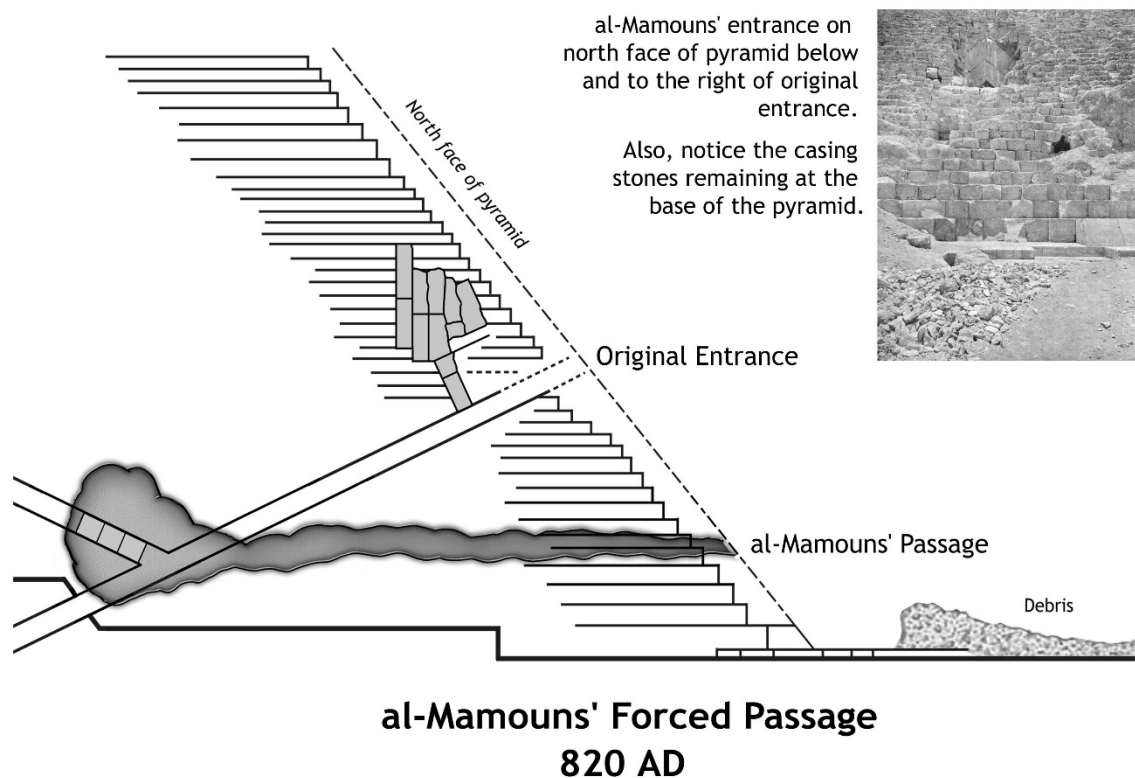 al-Mamouns' entrance on
north face of pyramid below
and to the right of original
entrance.
Also, notice the casing
stones remaining at the
base of the pyramid.
North face of pyramid
Original Entrance
al-Mamouns' Passage
Debris
al-Mamouns' Forced Passage
820 AD